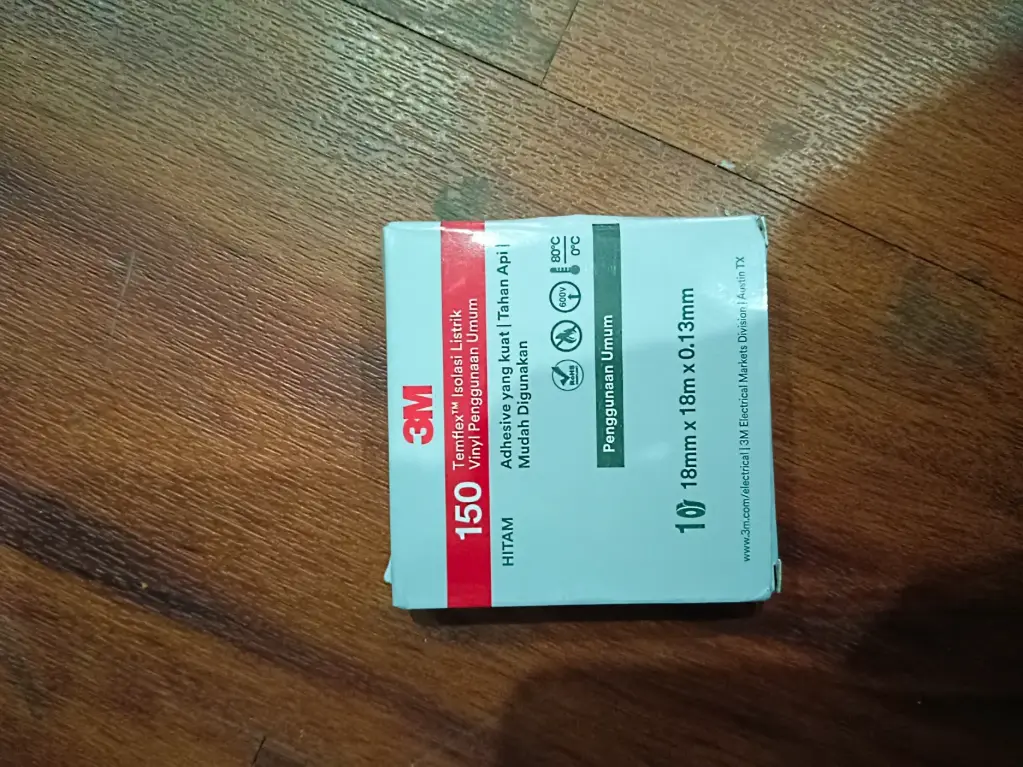 3M
150 Temflex™ Isolasi Listrik
Vinyl Penggunaan Umum
HITAM
Adhesive yang kuat | Tahan Api |
Mudah Digunakan
RoHS
600V
80°C
0°C
Penggunaan Umum
10 18mm x 18m x 0.13mm
www.3m.com/electrical | 3M Electrical Markets Division | Austin TX